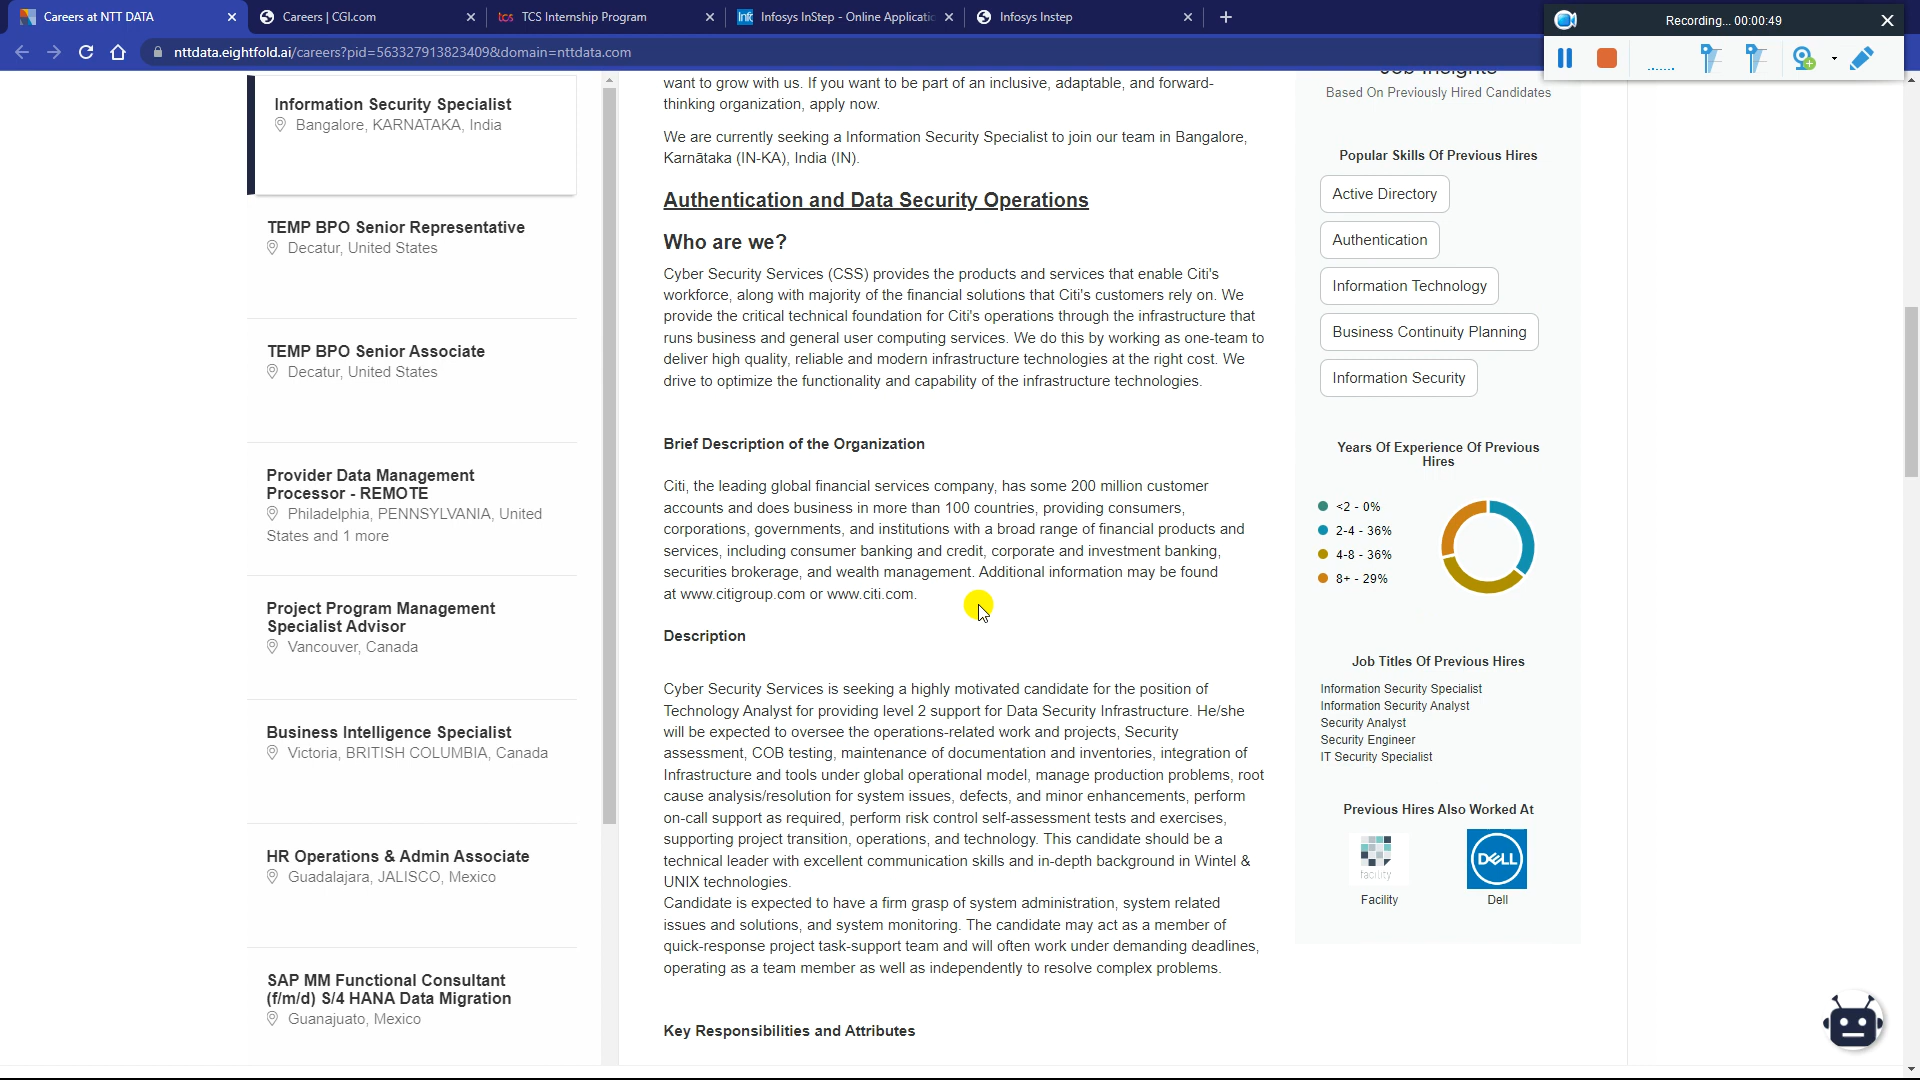 Careers at NTT DATA
Careers | CGI.com
tcs TCS Internship Program
Infosys InStep - Online Applicatio
Infosys Instep
Recording... 00:00:49
nttdata.eightfold.ai/careers?pid=563327913823409&domain=nttdata.com
Information Security Specialist
Bangalore, KARNATAKA, India
TEMP BPO Senior Representative
Decatur, United States
TEMP BPO Senior Associate
Decatur, United States
Provider Data Management
Processor - REMOTE
Philadelphia, PENNSYLVANIA, United
States and 1 more
Project Program Management
Specialist Advisor
Vancouver, Canada
Business Intelligence Specialist
Victoria, BRITISH COLUMBIA, Canada
HR Operations & Admin Associate
Guadalajara, JALISCO, Mexico
SAP MM Functional Consultant
(f/m/d) S/4 HANA Data Migration
Guanajuato, Mexico
want to grow with us. If you want to be part of an inclusive, adaptable, and forward-
thinking organization, apply now.
We are currently seeking a Information Security Specialist to join our team in Bangalore,
Karnātaka (IN-KA), India (IN).
Authentication and Data Security Operations
Who are we?
Cyber Security Services (CSS) provides the products and services that enable Citi's
workforce, along with majority of the financial solutions that Citi's customers rely on. We
provide the critical technical foundation for Citi's operations through the infrastructure that
runs business and general user computing services. We do this by working as one-team to
deliver high quality, reliable and modern infrastructure technologies at the right cost. We
drive to optimize the functionality and capability of the infrastructure technologies.
Brief Description of the Organization
Citi, the leading global financial services company, has some 200 million customer
accounts and does business in more than 100 countries, providing consumers,
corporations, governments, and institutions with a broad range of financial products and
services, including consumer banking and credit, corporate and investment banking,
securities brokerage, and wealth management. Additional information may be found
at www.citigroup.com or www.citi.com.
Description
Cyber Security Services is seeking a highly motivated candidate for the position of
Technology Analyst for providing level 2 support for Data Security Infrastructure. He/she
will be expected to oversee the operations-related work and projects, Security
assessment, COB testing, maintenance of documentation and inventories, integration of
Infrastructure and tools under global operational model, manage production problems, root
cause analysis/resolution for system issues, defects, and minor enhancements, perform
on-call support as required, perform risk control self-assessment tests and exercises,
supporting project transition, operations, and technology. This candidate should be a
technical leader with excellent communication skills and in-depth background in Wintel &
UNIX technologies.
Candidate is expected to have a firm grasp of system administration, system related
issues and solutions, and system monitoring. The candidate may act as a member of
quick-response project task-support team and will often work under demanding deadlines,
operating as a team member as well as independently to resolve complex problems.
Key Responsibilities and Attributes
Job Insights
Based On Previously Hired Candidates
Popular Skills Of Previous Hires
Active Directory
Authentication
Information Technology
Business Continuity Planning
Information Security
Years Of Experience Of Previous
Hires
<2 - 0%
2-4 - 36%
4-8 - 36%
8+ - 29%
Job Titles Of Previous Hires
Information Security Specialist
Information Security Analyst
Security Analyst
Security Engineer
IT Security Specialist
Previous Hires Also Worked At
facility
DELL
Facility
Dell